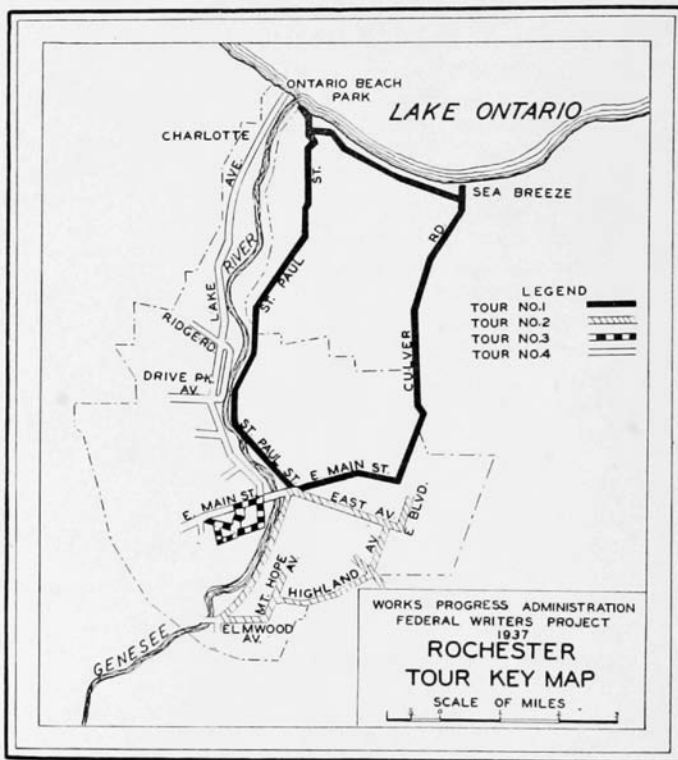 ONTARIO BEACH
PARK
LAKE ONTARIO
CHARLOTTE
SEA BREEZE
LAKE AVE.
RIVER
ST. PAUL ST.
CULVER RD
RIDGE RD
DRIVE PK.
AV.
LEGEND
TOUR NO.1
TOUR NO.2
TOUR NO.3
TOUR NO.4
ST. PAUL ST.
E MAIN ST.
E. MAIN ST.
EAST AV.
E BLVD.
MT. HOPE AV.
HIGHLAND AV.
ELMWOOD
AV.
GENESEE
WORKS PROGRESS ADMINISTRATION
FEDERAL WRITERS PROJECT
1937
ROCHESTER
TOUR KEY MAP
SCALE OF MILES